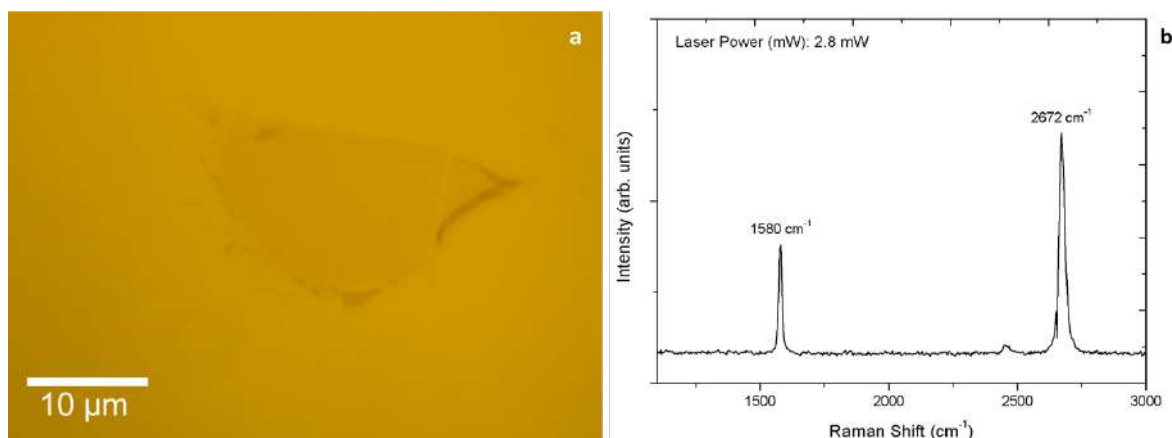 a
10 µm
b
Laser Power (mW): 2.8 mW
2672 cm⁻¹
1580 cm⁻¹
Intensity (arb. units)
1500 2000 2500 3000
Raman Shift (cm⁻¹)